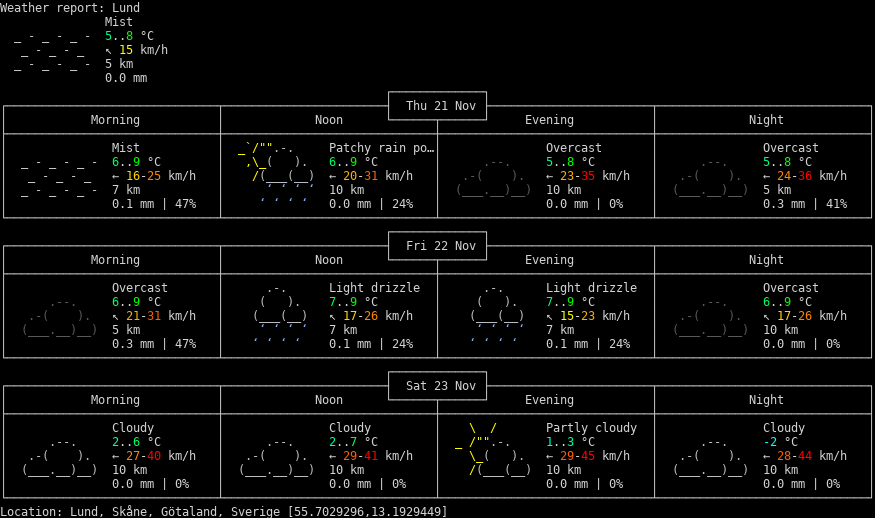 Weather report: Lund
Mist
5..8 °C
↖ 15 km/h
5 km
0.0 mm
Thu 21 Nov
Morning Noon Evening Night
Mist Patchy rain po… Overcast Overcast
6..9 °C 6..9 °C 5..8 °C 5..8 °C
← 16-25 km/h ← 20-31 km/h ← 23-35 km/h ← 24-36 km/h
7 km 10 km 10 km 5 km
0.1 mm | 47% 0.0 mm | 24% 0.0 mm | 0% 0.3 mm | 41%
Fri 22 Nov
Morning Noon Evening Night
Overcast Light drizzle Light drizzle Overcast
6..9 °C 7..9 °C 7..9 °C 6..9 °C
↖ 21-31 km/h ↖ 17-26 km/h ↖ 15-23 km/h ↖ 17-26 km/h
5 km 7 km 7 km 10 km
0.3 mm | 47% 0.1 mm | 24% 0.1 mm | 24% 0.0 mm | 0%
Sat 23 Nov
Morning Noon Evening Night
Cloudy Cloudy Partly cloudy Cloudy
2..6 °C 2..7 °C 1..3 °C -2 °C
← 27-40 km/h ← 29-41 km/h ← 29-45 km/h ← 28-44 km/h
10 km 10 km 10 km 10 km
0.0 mm | 0% 0.0 mm | 0% 0.0 mm | 0% 0.0 mm | 0%
Location: Lund, Skåne, Götaland, Sverige [55.7029296,13.1929449]